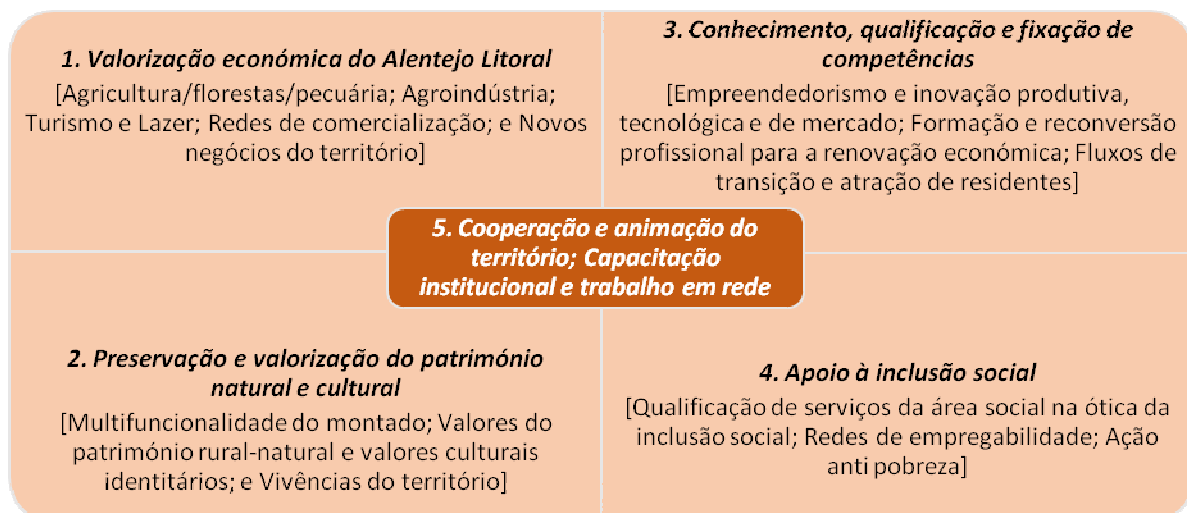 1. Valorização económica do Alentejo Litoral
[Agricultura/florestas/pecuária; Agroindústria;
Turismo e Lazer; Redes de comercialização; e Novos
negócios do território]
3. Conhecimento, qualificação e fixação de
competências
[Empreendedorismo e inovação produtiva,
tecnológica e de mercado; Formação e reconversão
profissional para a renovação económica; Fluxos de
transição e atração de residentes]
5. Cooperação e animação do
território; Capacitação
institucional e trabalho em rede
2. Preservação e valorização do património
natural e cultural
[Multifuncionalidade do montado; Valores do
património rural-natural e valores culturais
identitários; e Vivências do território]
4. Apoio à inclusão social
[Qualificação de serviços da área social na ótica da
inclusão social; Redes de empregabilidade; Ação
anti pobreza]